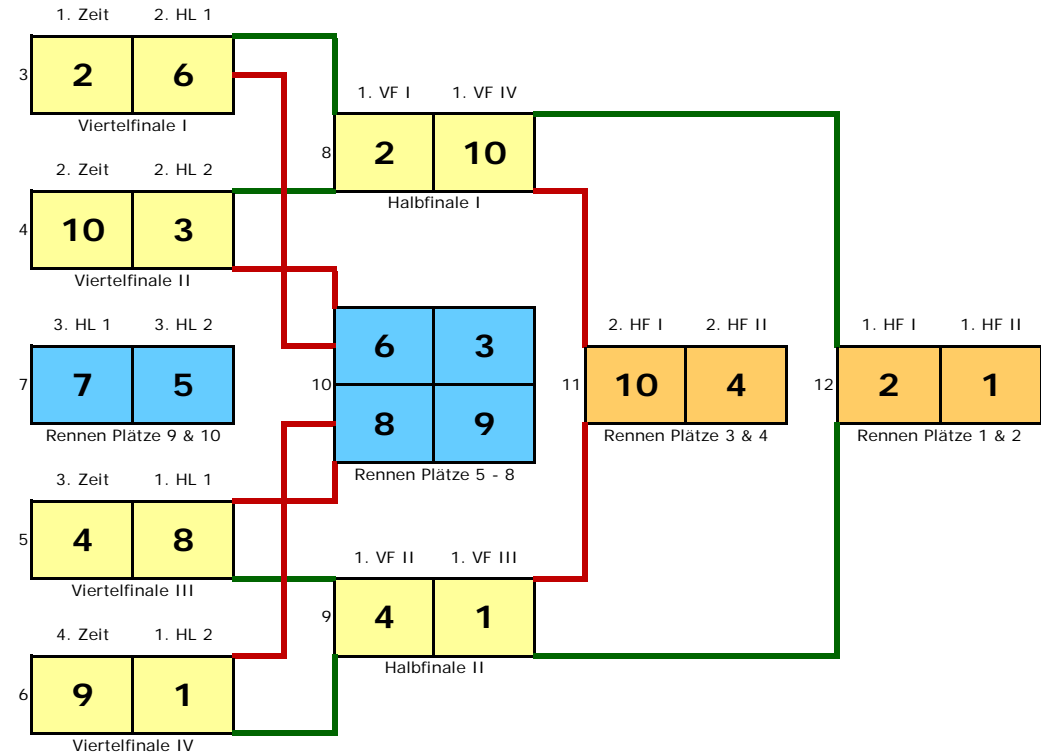 1. Zeit 2. HL 1
3 2 6
Viertelfinale I
2. Zeit 2. HL 2
4 10 3
Viertelfinale II
3. HL 1 3. HL 2
7 7 5
Rennen Plätze 9 & 10
3. Zeit 1. HL 1
5 4 8
Viertelfinale III
4. Zeit 1. HL 2
6 9 1
Viertelfinale IV
1. VF I 1. VF IV
8 2 10
Halbfinale I
6 3
10
8 9
Rennen Plätze 5 - 8
1. VF II 1. VF III
9 4 1
Halbfinale II
2. HF I 2. HF II
11 10 4
Rennen Plätze 3 & 4
1. HF I 1. HF II
12 2 1
Rennen Plätze 1 & 2